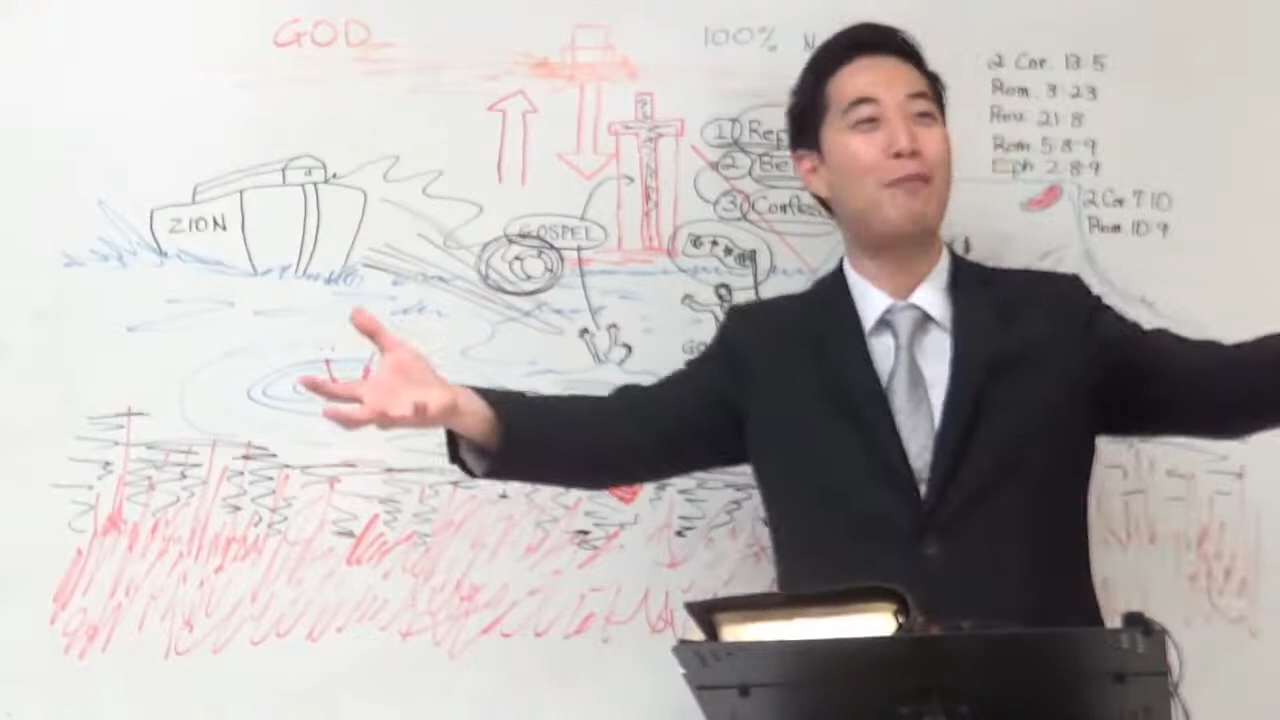 GOD
100% N
2 Cor. 13:5
Rom. 3:23
Rev. 21:8
Rom 5:8-9
Eph 2:8-9
2 Cor 7:10
Rom 10:9
1 Rep
2 Be
3 Confess
ZION
GOSPEL